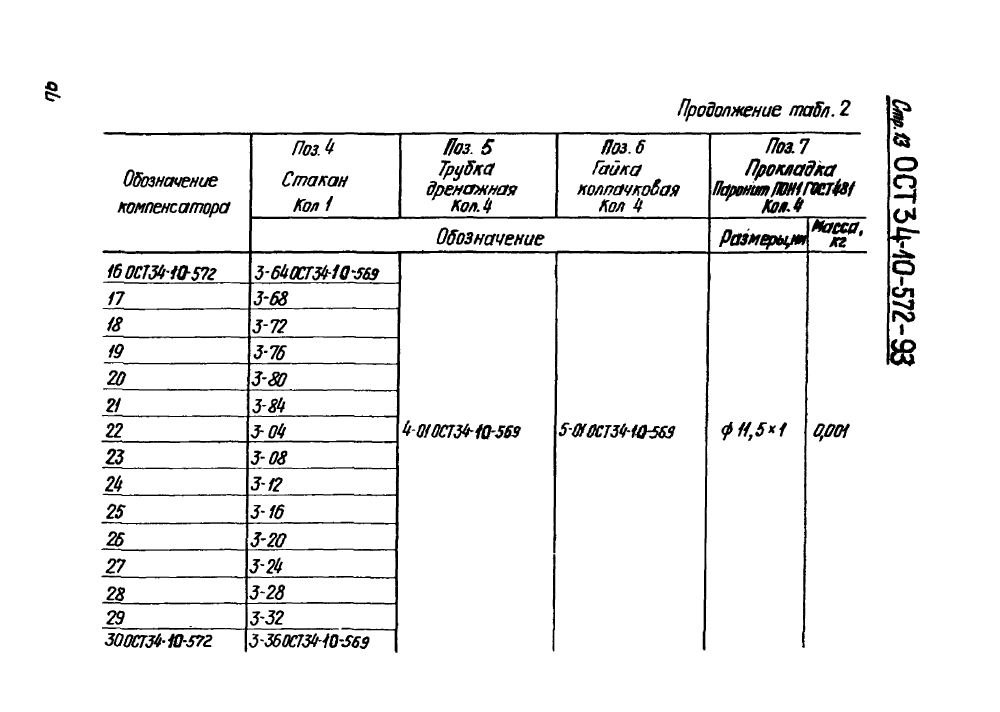 Продолжение табл. 2
Обозначение компенсатора
Поз. 4
Стакан
Кол 1
Поз. 5
Трубка
дренажная
Кол. 4
Поз. 6
Гайка
колпачковая
Кол 4
Поз. 7
Прокладка
Паронит ПОН1 ГОСТ 481
Кол. 4
Обозначение
Размеры, мм
Масса, кг
16 ОСТ34-10-572 3-64 ОСТ34-10-569
17 3-68
18 3-72
19 3-76
20 3-80
21 3-84
22 3-04 4-01 ОСТ34-10-569 5-01 ОСТ34-10-569 ф 11,5×1 0,001
23 3-08
24 3-12
25 3-16
26 3-20
27 3-24
28 3-28
29 3-32
30 ОСТ34-10-572 3-36 ОСТ34-10-569
Стр. 13 ОСТ 34-10-572-93